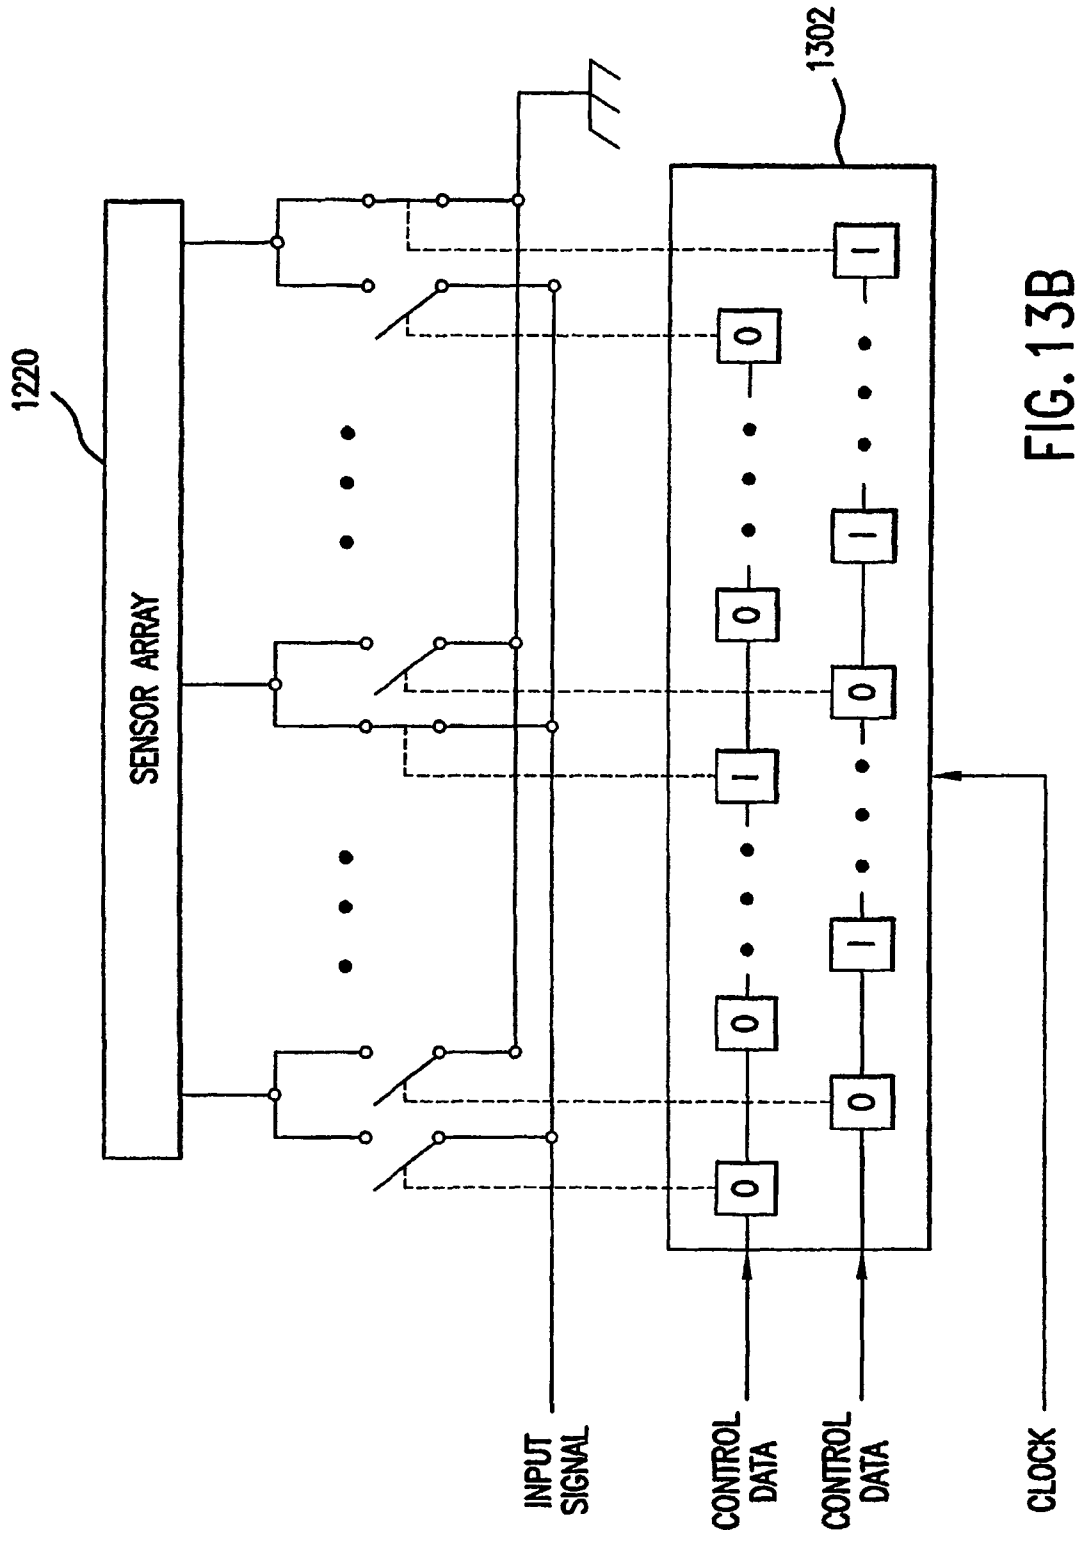 1220
SENSOR ARRAY
INPUT
SIGNAL
CONTROL
DATA
0 0 1 0 0
1302
CONTROL
DATA
0 1 0 1 1
CLOCK
FIG. 13B